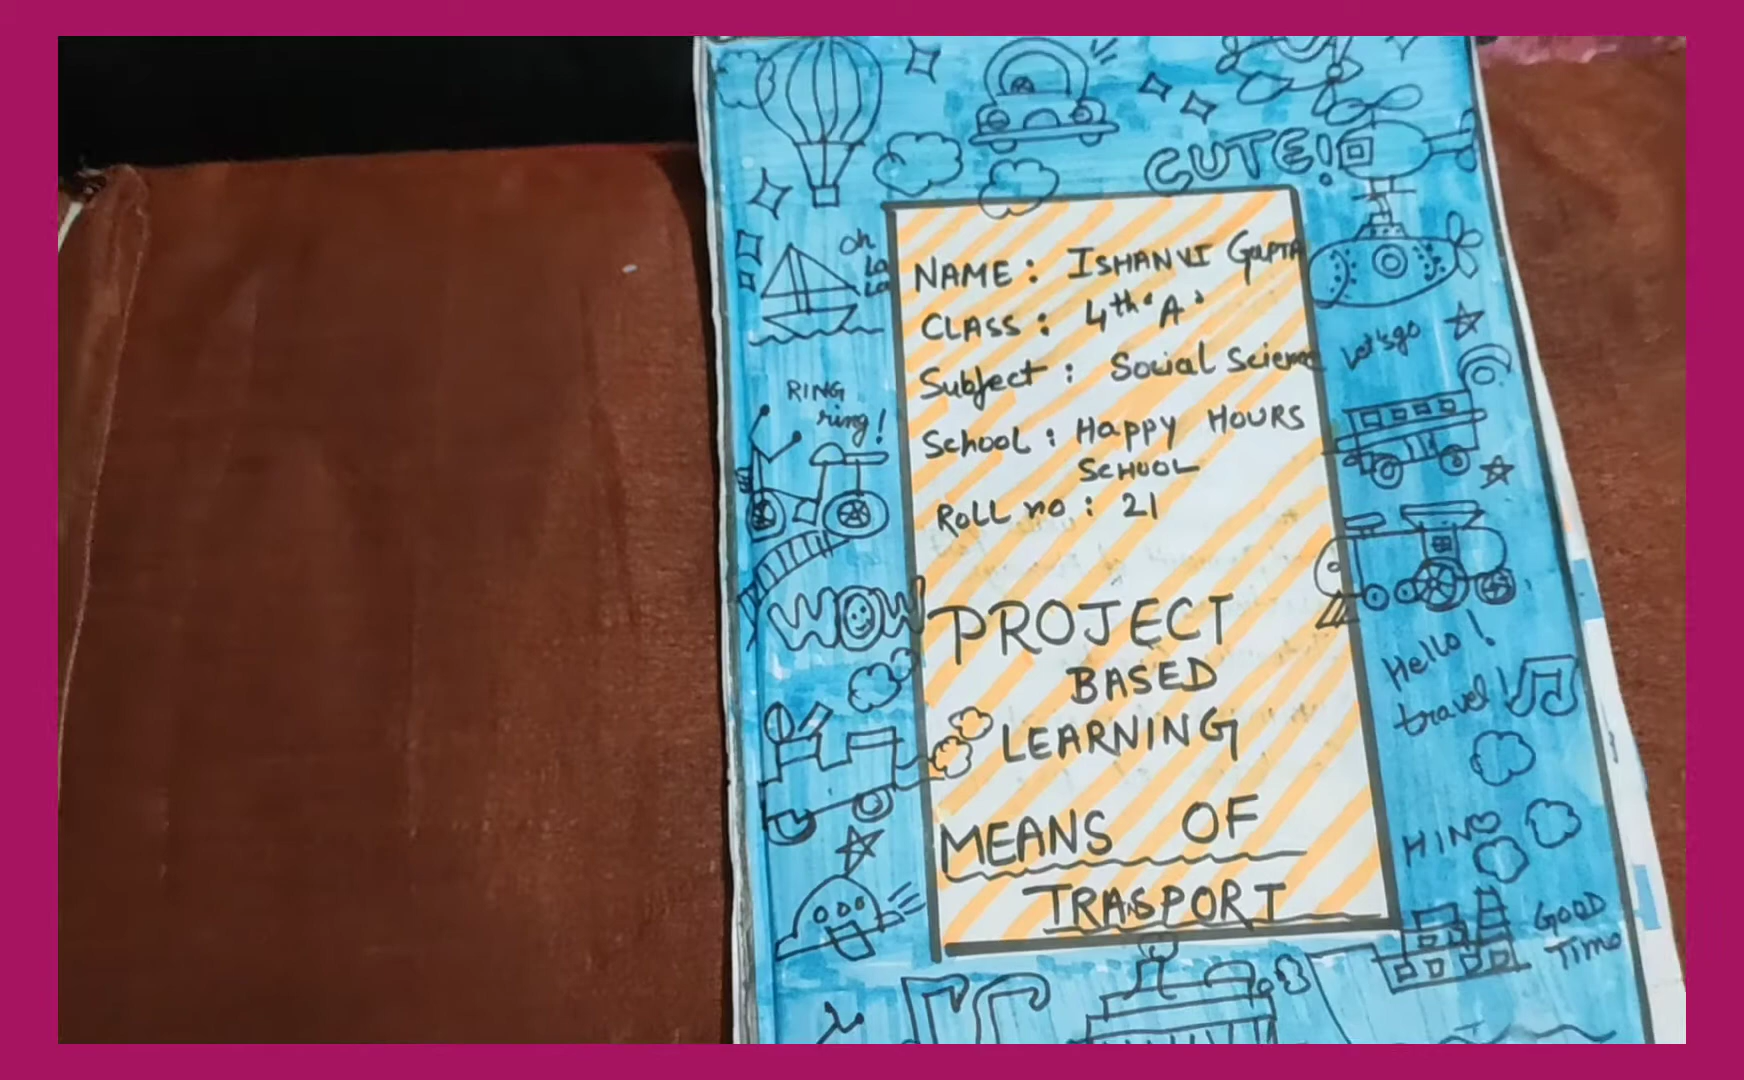 CUTE!
oh
La
La
NAME : ISHANVI GUPTA
CLASS : 4th 'A'
Subject : Social Science
School : Happy HOURS
SCHOOL
Roll no : 21
PROJECT
BASED
LEARNING
MEANS OF
TRASPORT
RING
ring!
WOW
Let's go
Hello!
travel!
GOOD
Time